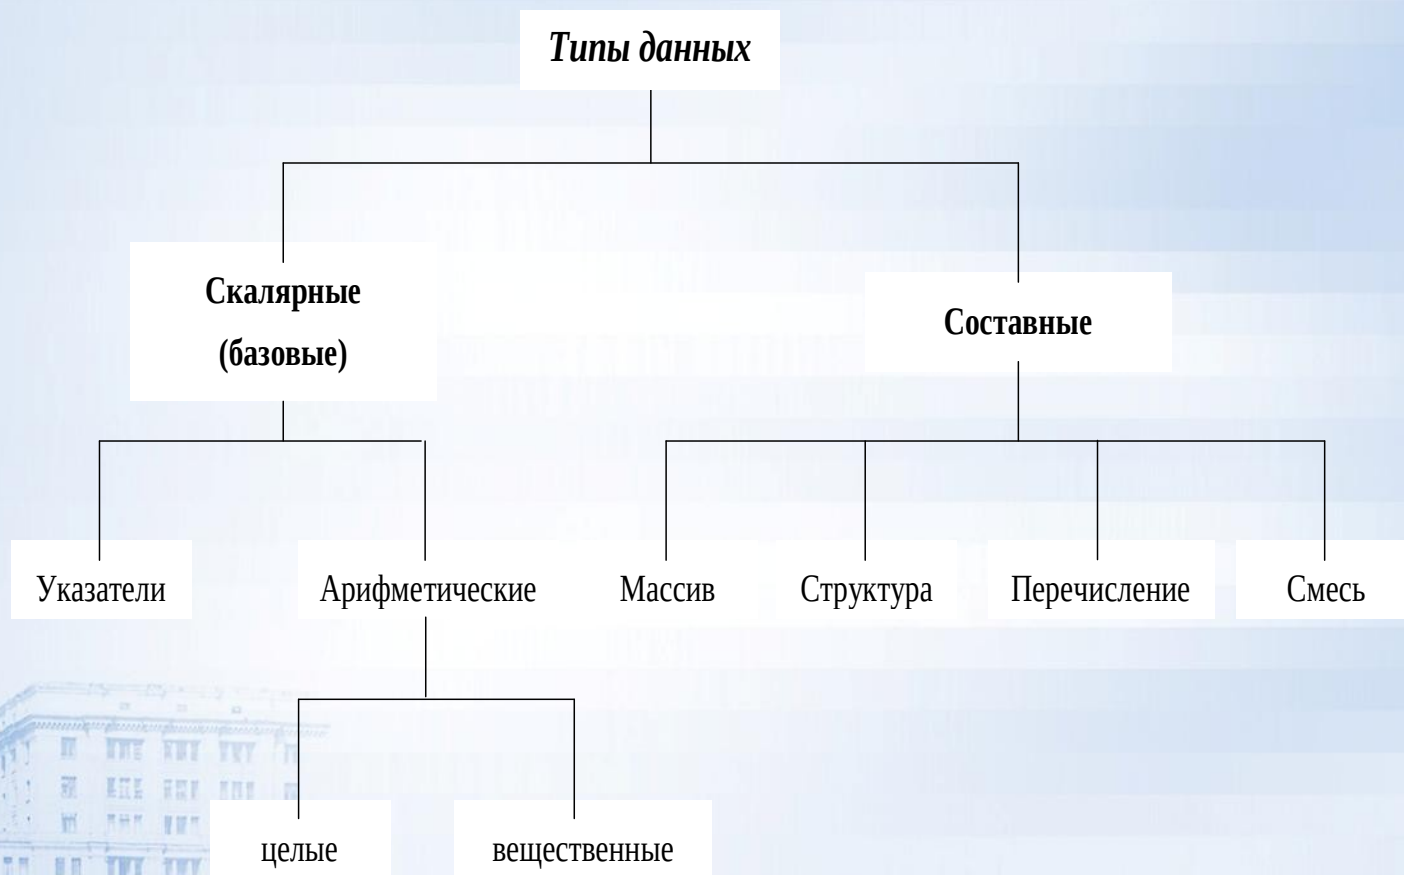 Типы данных
Скалярные
(базовые)
Составные
Указатели
Арифметические
Массив
Структура
Перечисление
Смесь
целые
вещественные